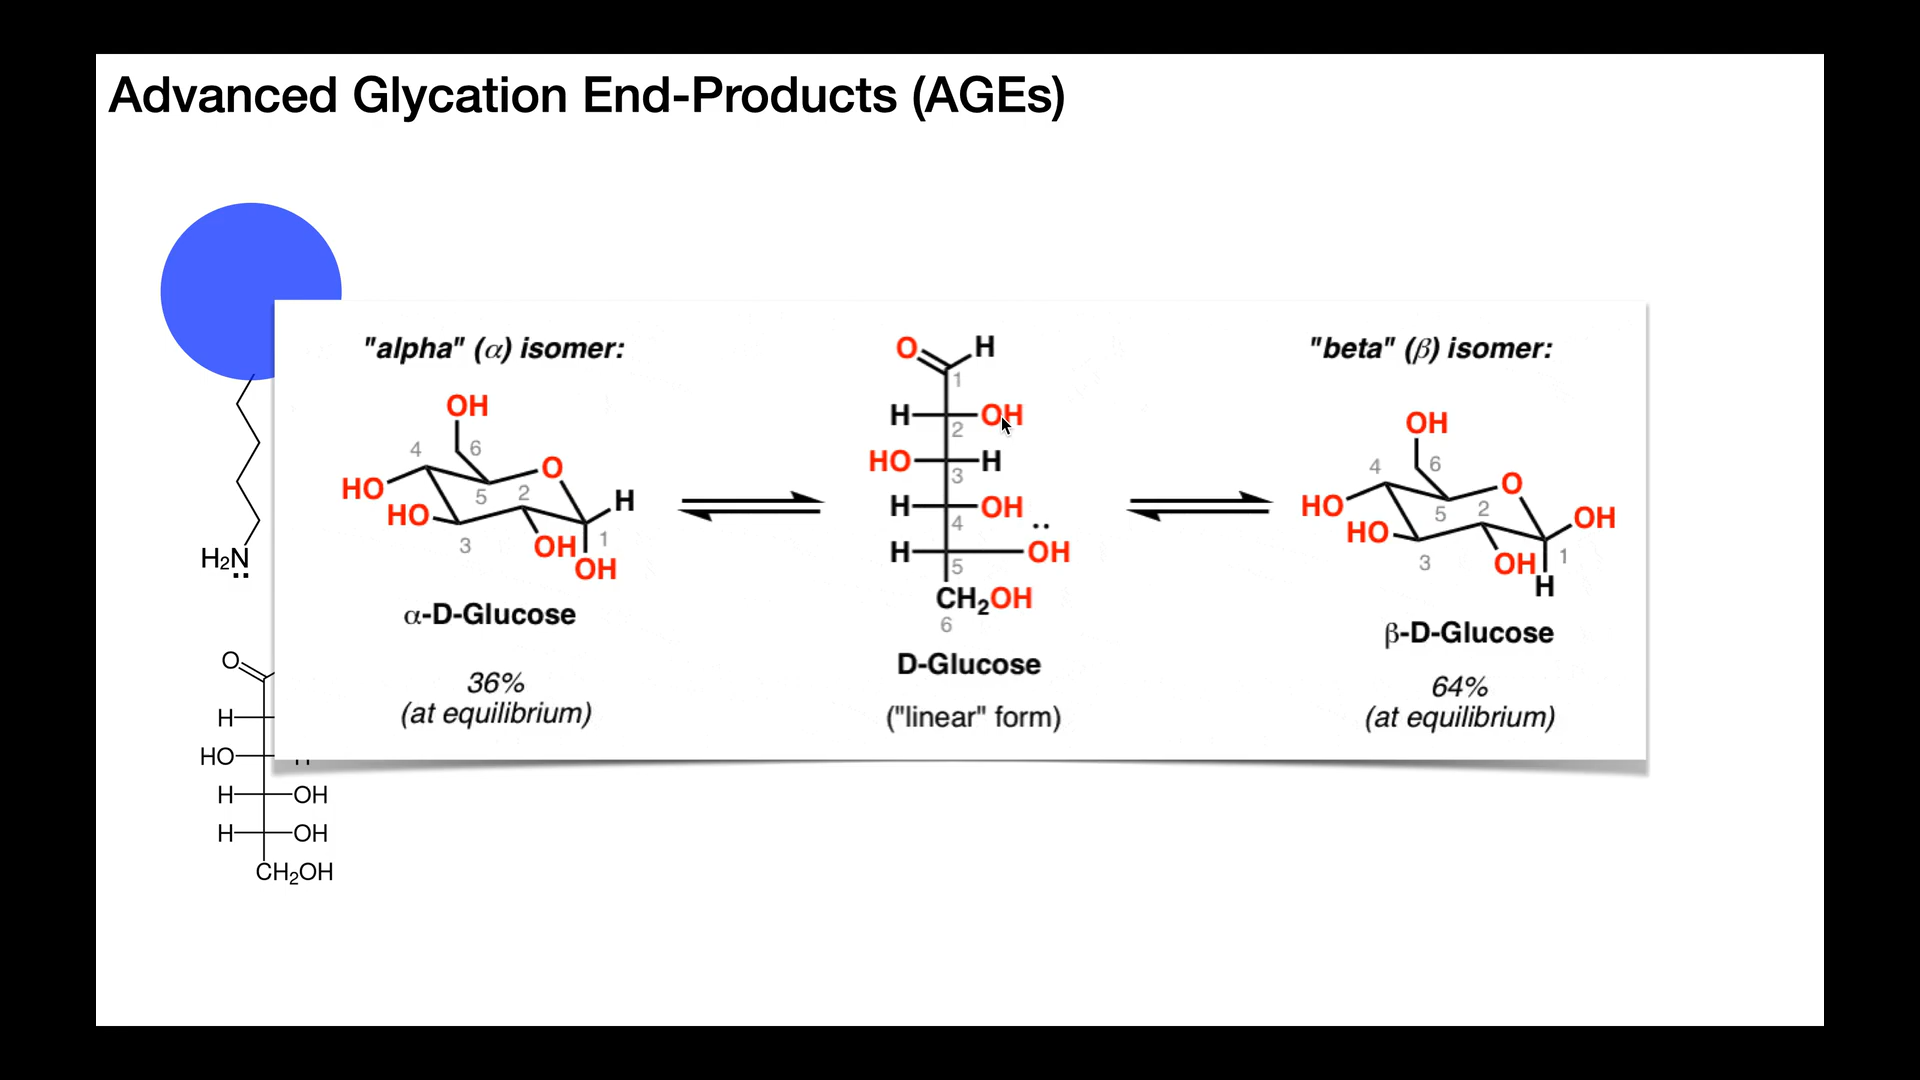 Advanced Glycation End-Products (AGEs)
"alpha" (α) isomer:
OH
4
6
HO
O
5
2
H
HO
3
OH
1
OH
α-D-Glucose
36%
(at equilibrium)
O
H
1
H
OH
2
HO
H
3
H
OH
4
H
OH
5
CH₂OH
6
D-Glucose
("linear" form)
"beta" (β) isomer:
OH
4
6
HO
O
5
2
OH
HO
3
OH
1
H
β-D-Glucose
64%
(at equilibrium)
H₂N
O
H
HO
H
OH
H
OH
CH₂OH